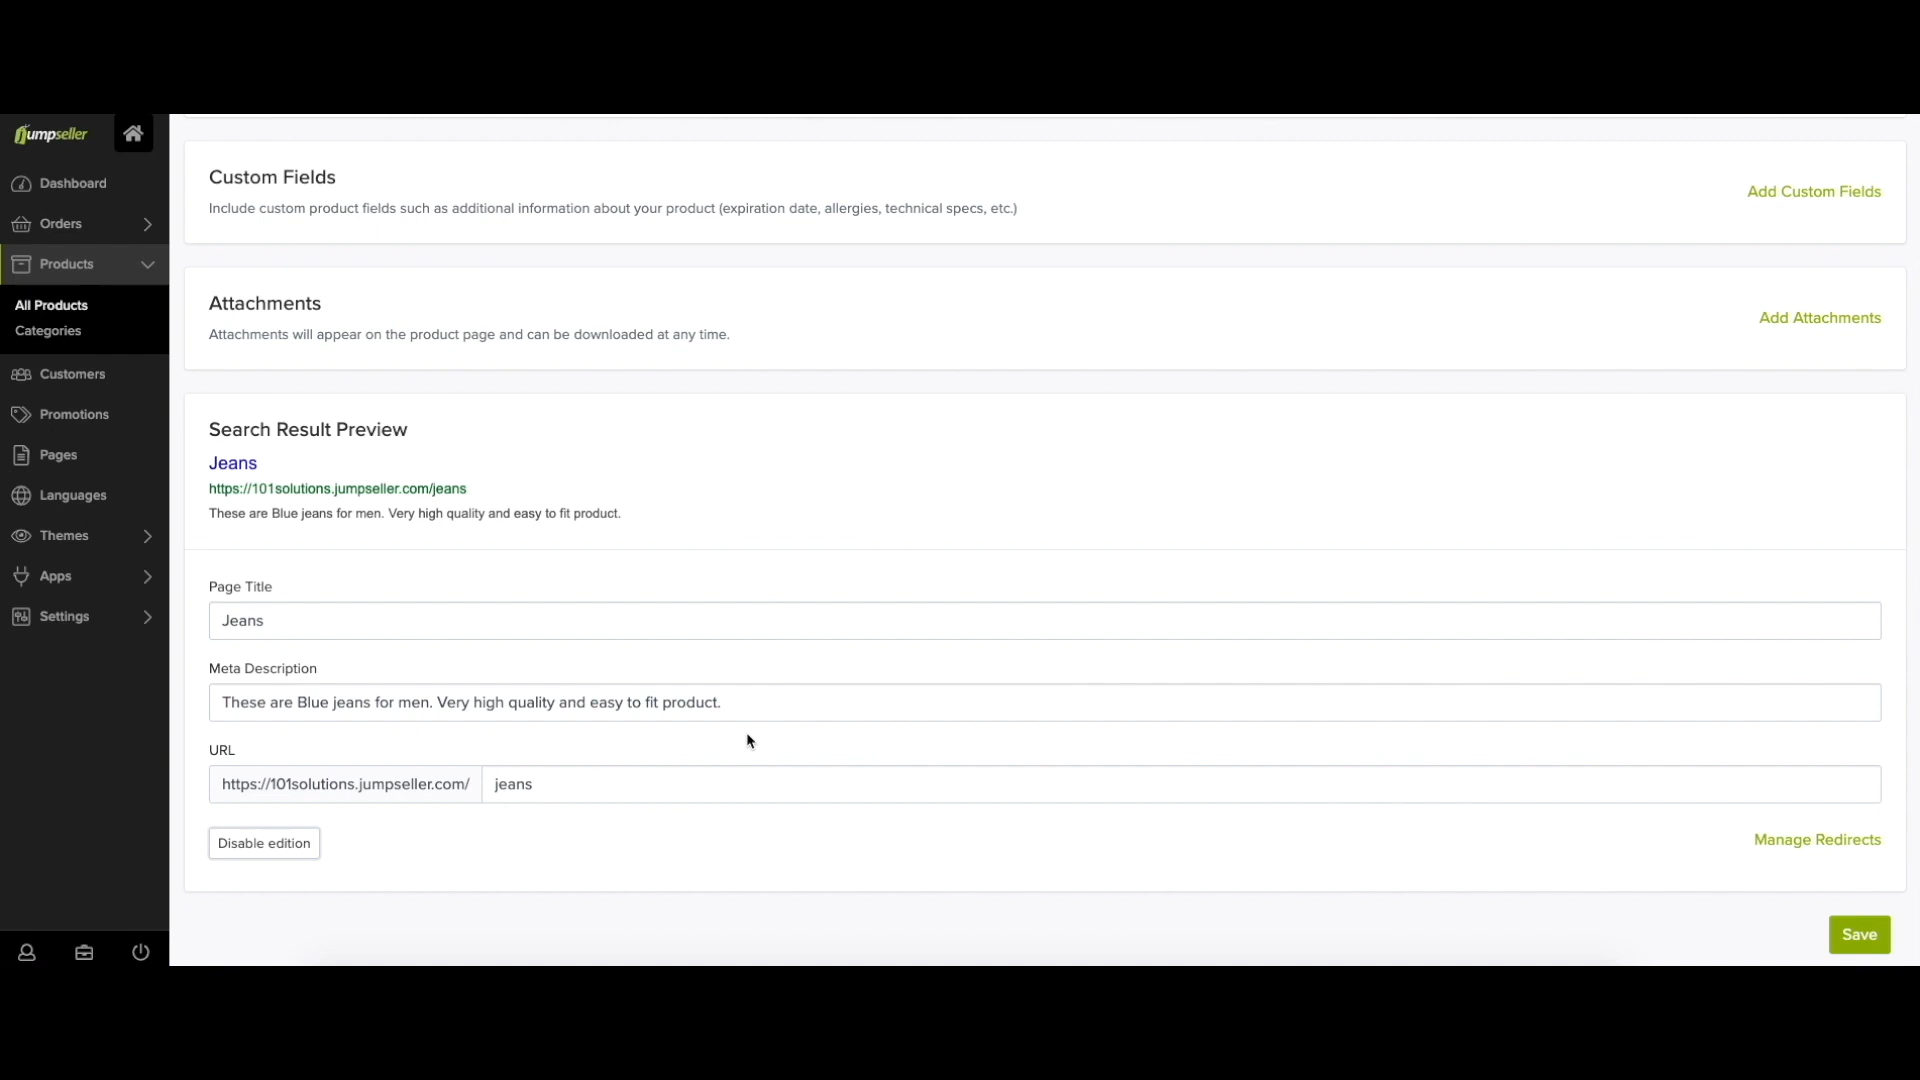 jumpseller
Dashboard
Orders
Products
All Products
Categories
Customers
Promotions
Pages
Languages
Themes
Apps
Settings
Custom Fields
Include custom product fields such as additional information about your product (expiration date, allergies, technical specs, etc.)
Add Custom Fields
Attachments
Attachments will appear on the product page and can be downloaded at any time.
Add Attachments
Search Result Preview
Jeans
https://101solutions.jumpseller.com/jeans
These are Blue jeans for men. Very high quality and easy to fit product.
Page Title
Jeans
Meta Description
These are Blue jeans for men. Very high quality and easy to fit product.
URL
https://101solutions.jumpseller.com/ jeans
Disable edition
Manage Redirects
Save